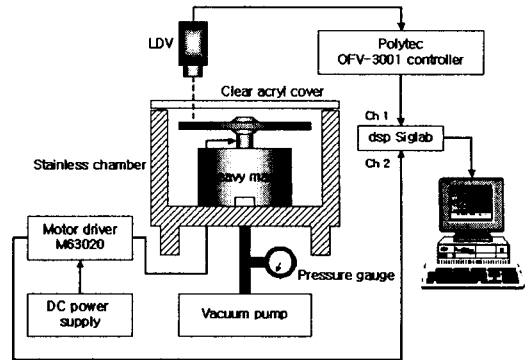 LDV
Polytec
OFV-3001 controller
Clear acryl cover
Ch 1
dsp Siglab
Ch 2
Stainless chamber
Motor driver
M63020
Pressure gauge
DC power
supply
Vacuum pump